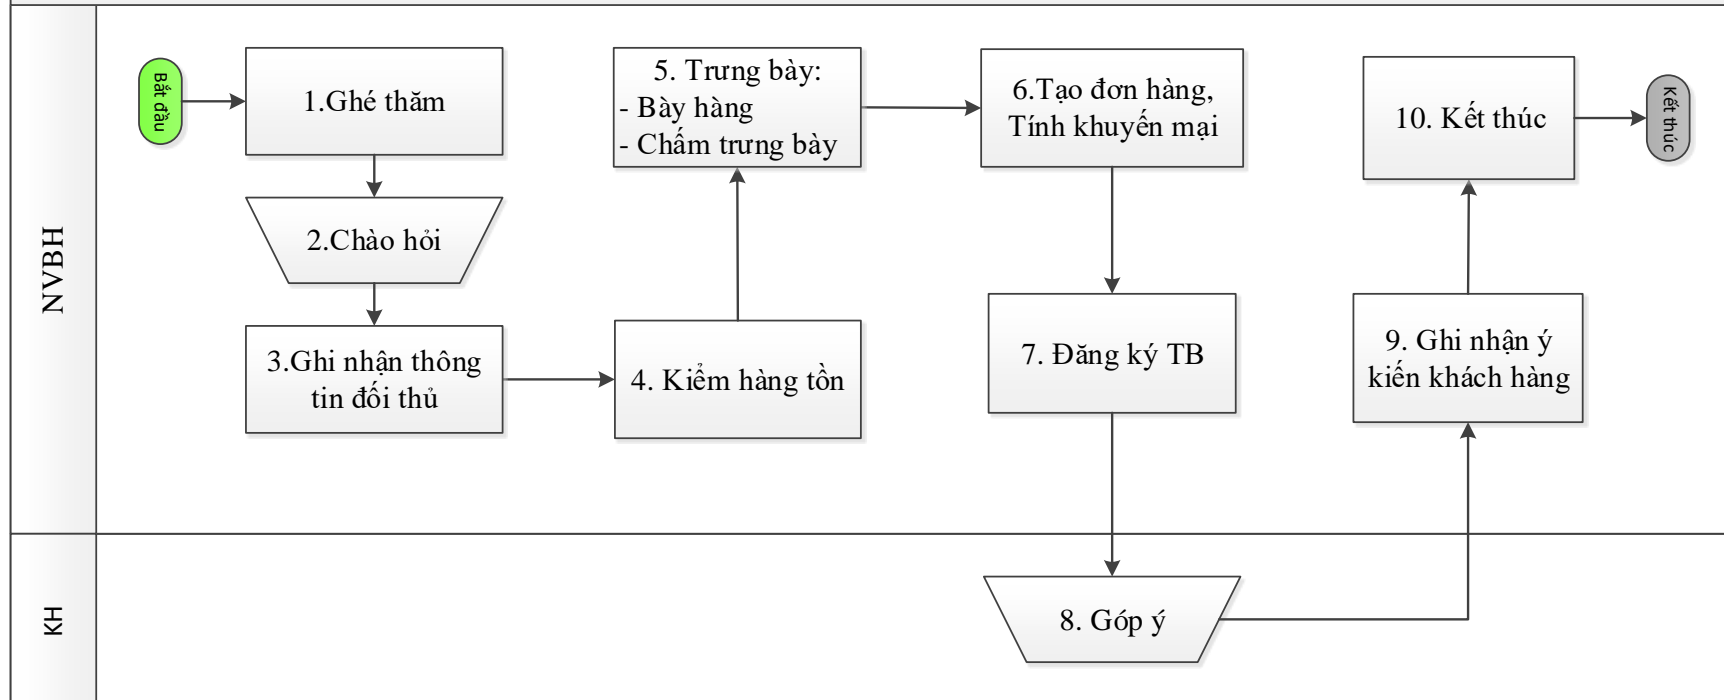 NVBH
Bắt đầu
1.Ghé thăm
2.Chào hỏi
3.Ghi nhận thông
tin đối thủ
4. Kiểm hàng tồn
5. Trưng bày:
- Bày hàng
- Chấm trưng bày
6.Tạo đơn hàng,
Tính khuyến mại
7. Đăng ký TB
KH
8. Góp ý
9. Ghi nhận ý
kiến khách hàng
10. Kết thúc
Kết thúc